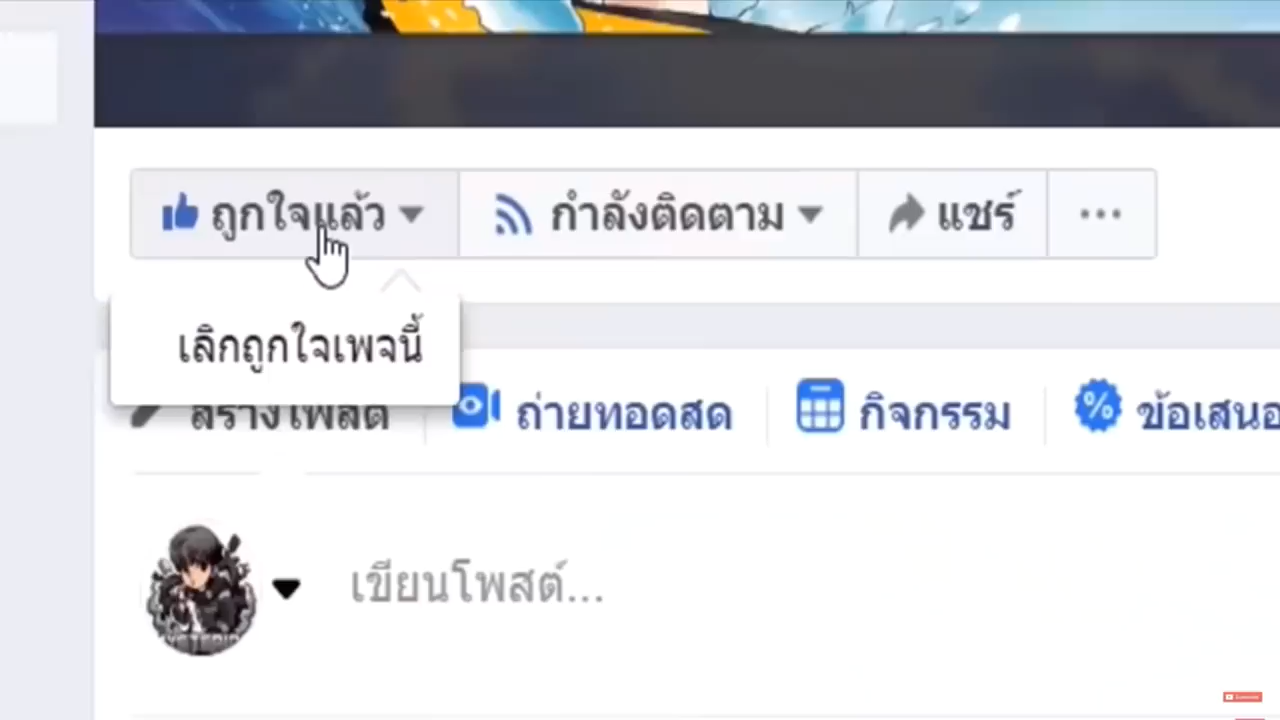 ถูกใจแล้ว กำลังติดตาม แชร์
เลิกถูกใจเพจนี้
สร้างโพสต์ ถ่ายทอดสด กิจกรรม ข้อเสนอ
เขียนโพสต์...